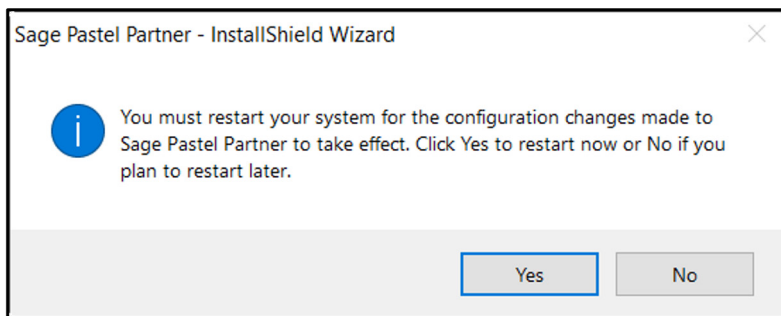 Sage Pastel Partner - InstallShield Wizard
You must restart your system for the configuration changes made to
Sage Pastel Partner to take effect. Click Yes to restart now or No if you
plan to restart later.
Yes
No